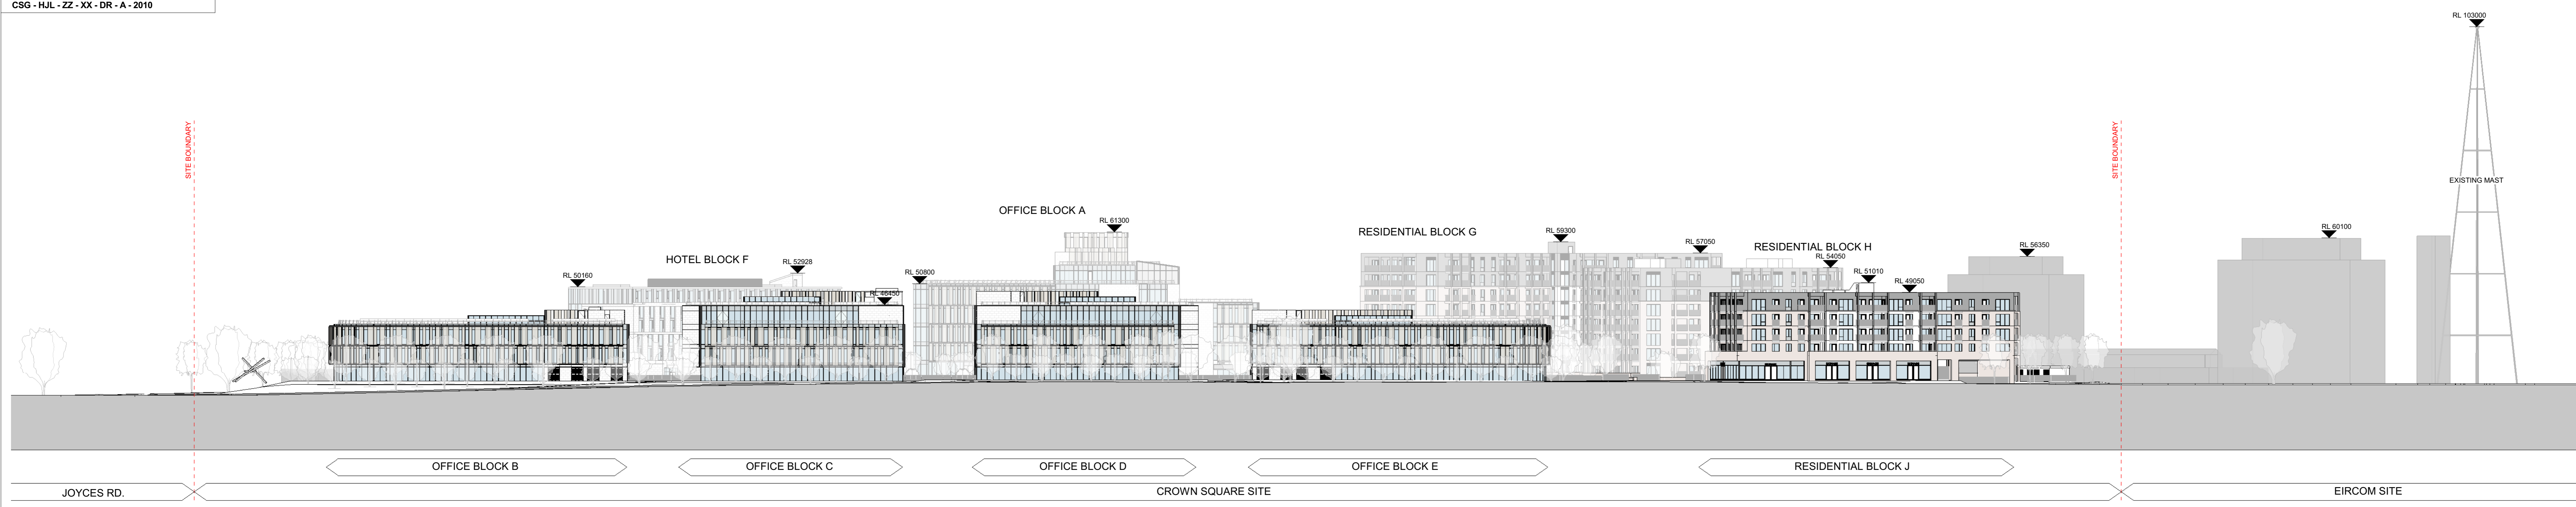 CSG - HJL - ZZ - XX - DR - A - 2010
RL 103000
SITE BOUNDARY
SITE BOUNDARY
EXISTING MAST
OFFICE BLOCK A
RL 61300
RESIDENTIAL BLOCK G
RL 59300
RL 60100
RL 57050
RESIDENTIAL BLOCK H
RL 56350
HOTEL BLOCK F
RL 52928
RL 54050
RL 50160
RL 50800
RL 51010
RL 49050
RL 46450
OFFICE BLOCK B
OFFICE BLOCK C
OFFICE BLOCK D
OFFICE BLOCK E
RESIDENTIAL BLOCK J
JOYCES RD.
CROWN SQUARE SITE
EIRCOM SITE